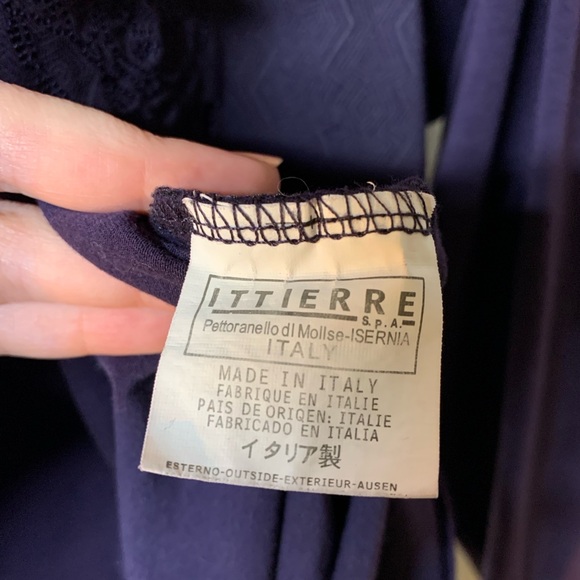 ITTIERRE
S.p.A.
Pettoranello di Molise-ISERNIA
ITALY
MADE IN ITALY
FABRIQUE EN ITALIE
PAIS DE ORIQEN: ITALIE
FABRICADO EN ITALIA
イタリア製
ESTERNO-OUTSIDE-EXTERIEUR-AUSEN